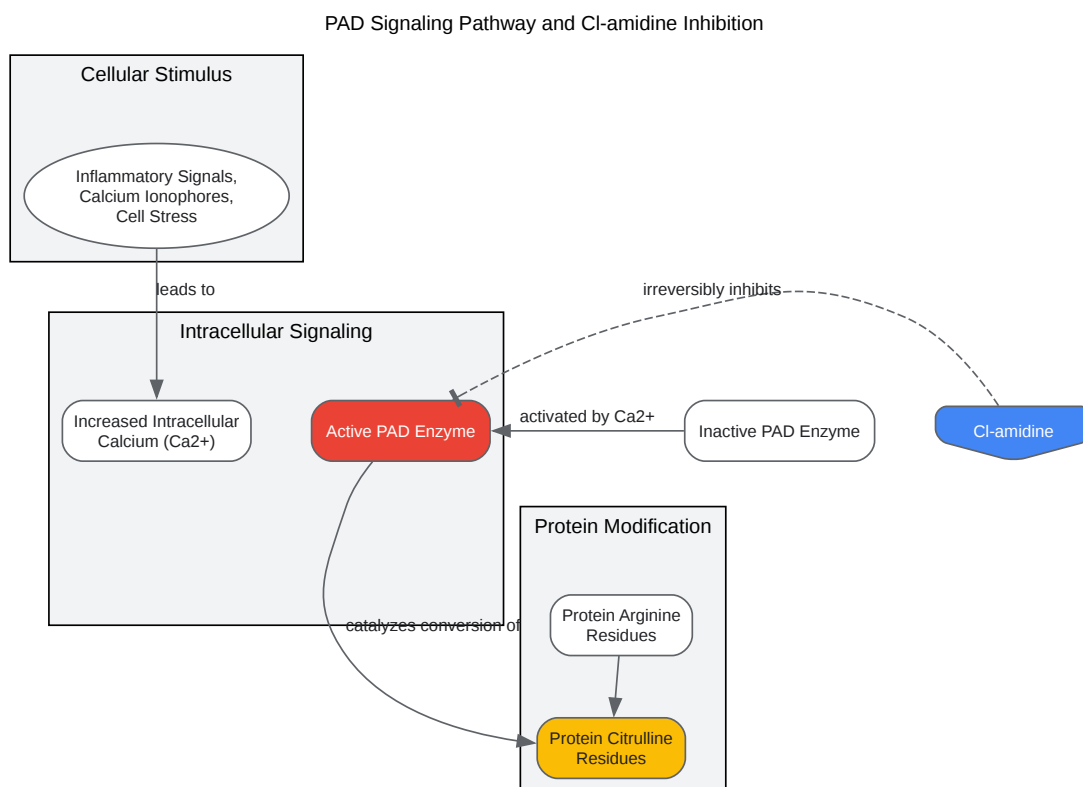 PAD Signaling Pathway and Cl-amidine Inhibition
Cellular Stimulus
Inflammatory Signals,
Calcium Ionophores,
Cell Stress
leads to
irreversibly inhibits
Intracellular Signaling
Increased Intracellular
Calcium (Ca2+)
Active PAD Enzyme
activated by Ca2+
Inactive PAD Enzyme
Cl-amidine
Protein Modification
catalyzes conversion of
Protein Arginine
Residues
Protein Citrulline
Residues